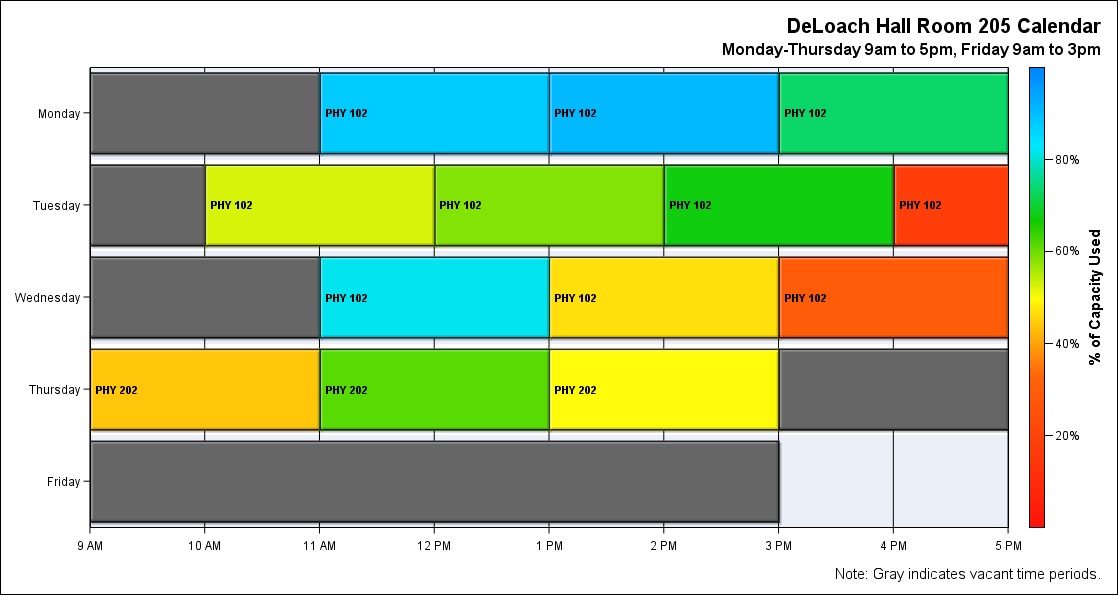 DeLoach Hall Room 205 Calendar
Monday-Thursday 9am to 5pm, Friday 9am to 3pm
Monday
PHY 102
PHY 102
PHY 102
Tuesday
PHY 102
PHY 102
PHY 102
PHY 102
Wednesday
PHY 102
PHY 102
PHY 102
Thursday
PHY 202
PHY 202
PHY 202
Friday
9 AM
10 AM
11 AM
12 PM
1 PM
2 PM
3 PM
4 PM
5 PM
80%
60%
40%
20%
% of Capacity Used
Note: Gray indicates vacant time periods.